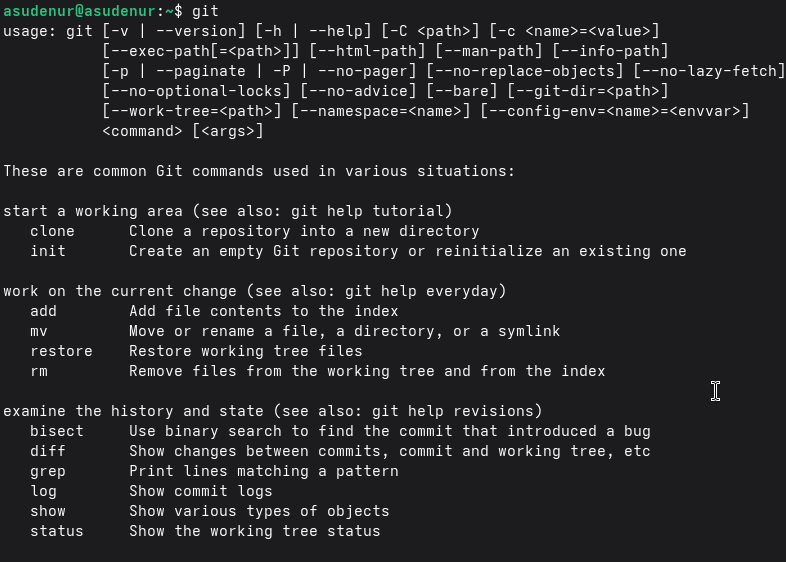 asudenur@asudenur:~$ git
usage: git [-v | --version] [-h | --help] [-C <path>] [-c <name>=<value>]
           [--exec-path[=<path>]] [--html-path] [--man-path] [--info-path]
           [-p | --paginate | -P | --no-pager] [--no-replace-objects] [--no-lazy-fetch]
           [--no-optional-locks] [--no-advice] [--bare] [--git-dir=<path>]
           [--work-tree=<path>] [--namespace=<name>] [--config-env=<name>=<envvar>]
           <command> [<args>]

These are common Git commands used in various situations:

start a working area (see also: git help tutorial)
   clone      Clone a repository into a new directory
   init       Create an empty Git repository or reinitialize an existing one

work on the current change (see also: git help everyday)
   add        Add file contents to the index
   mv         Move or rename a file, a directory, or a symlink
   restore    Restore working tree files
   rm         Remove files from the working tree and from the index

examine the history and state (see also: git help revisions)
   bisect     Use binary search to find the commit that introduced a bug
   diff       Show changes between commits, commit and working tree, etc
   grep       Print lines matching a pattern
   log        Show commit logs
   show       Show various types of objects
   status     Show the working tree status